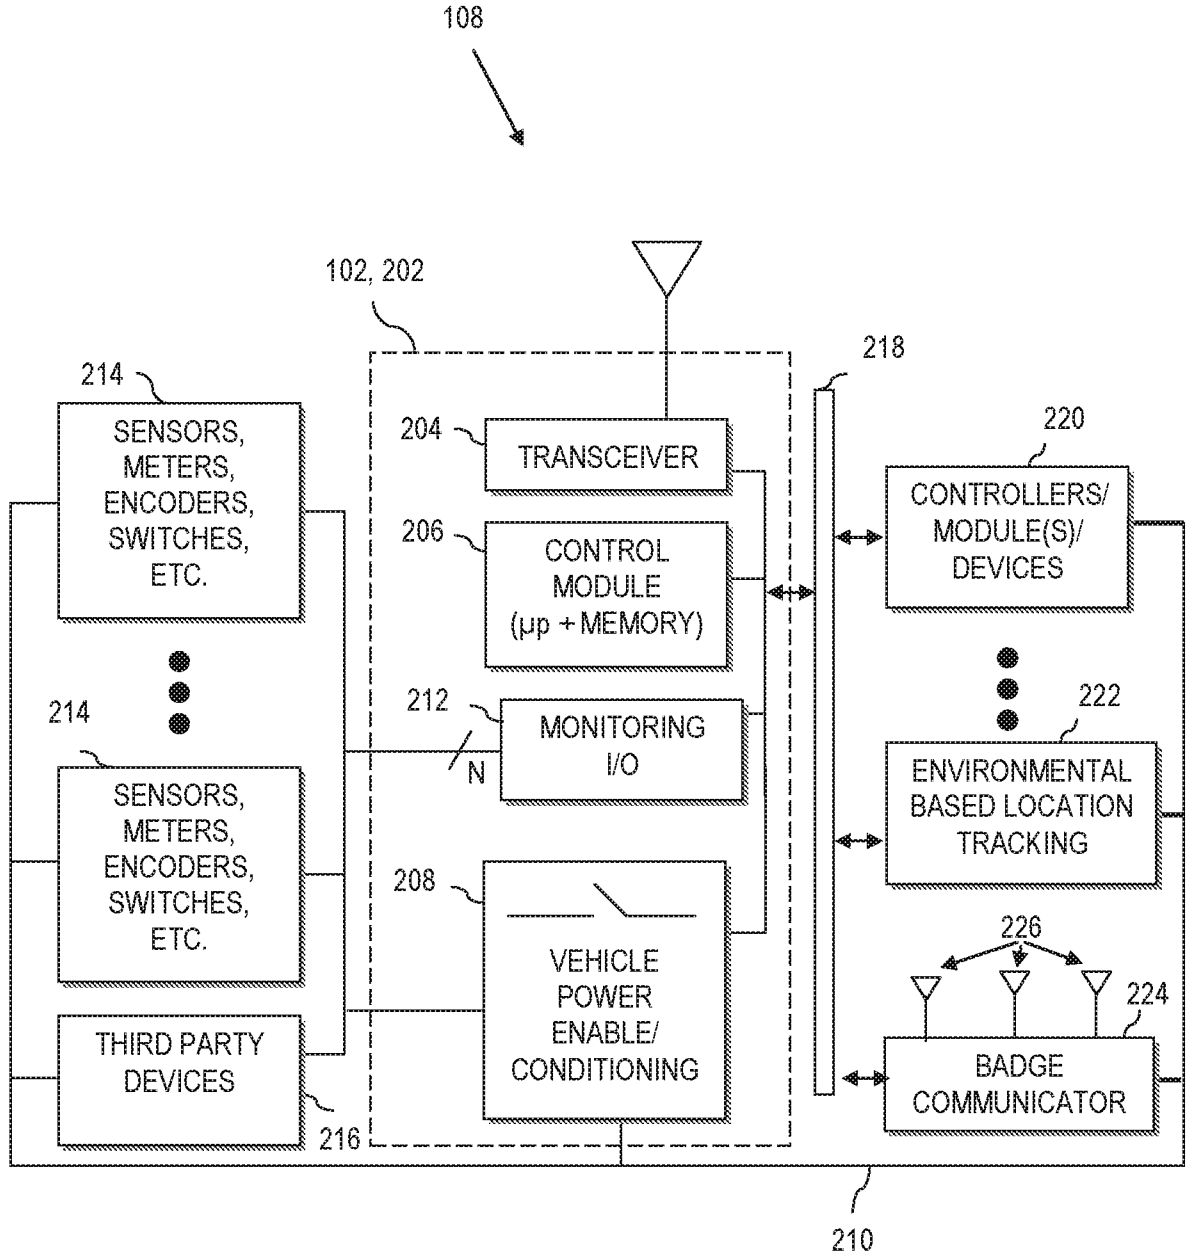 108
102, 202
218
214
SENSORS,
METERS,
ENCODERS,
SWITCHES,
ETC.
204
TRANSCEIVER
220
CONTROLLERS/
MODULE(S)/
DEVICES
206
CONTROL
MODULE
(µp + MEMORY)
214
SENSORS,
METERS,
ENCODERS,
SWITCHES,
ETC.
212
MONITORING
I/O
N
222
ENVIRONMENTAL
BASED LOCATION
TRACKING
208
VEHICLE
POWER
ENABLE/
CONDITIONING
226
224
BADGE
COMMUNICATOR
THIRD PARTY
DEVICES
216
210